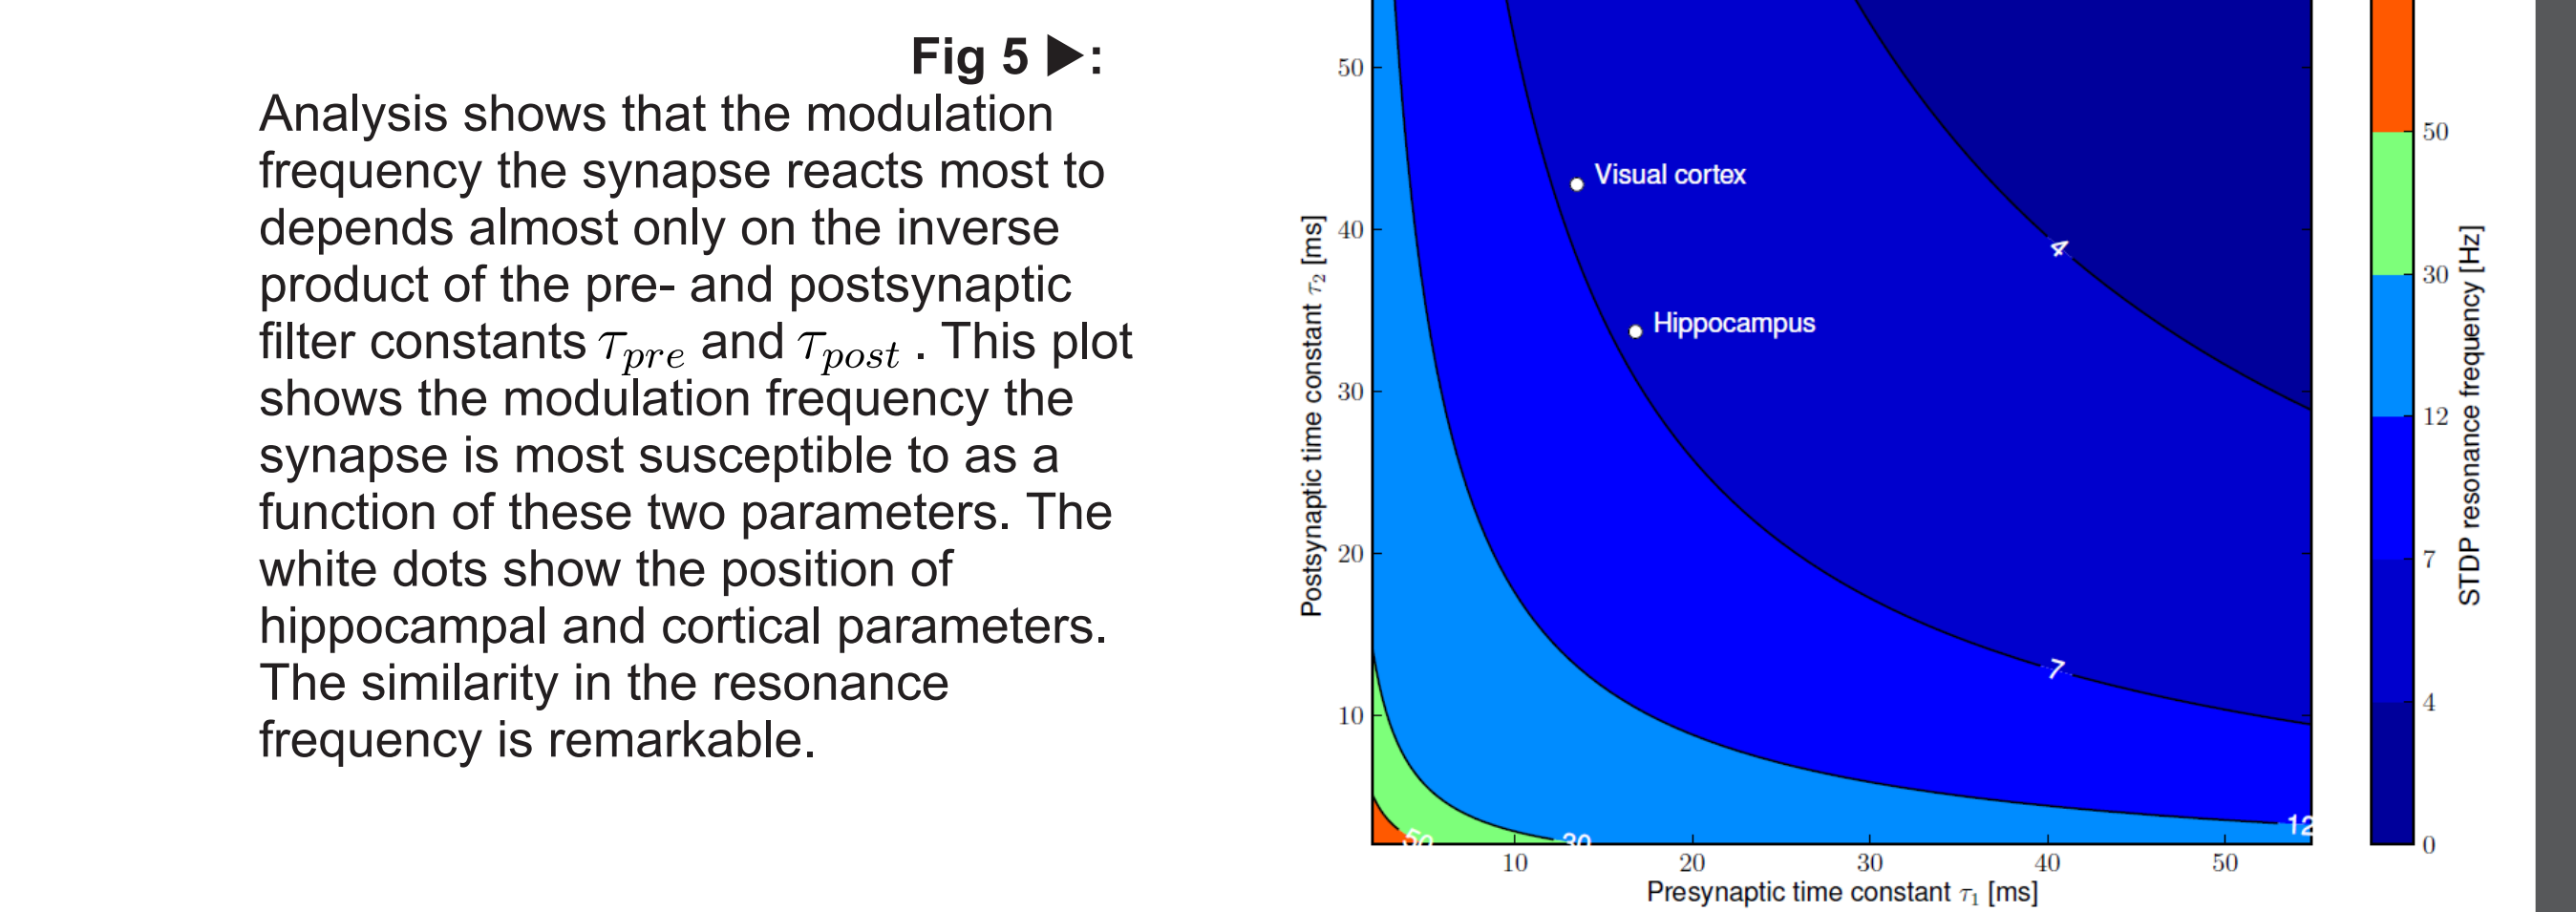 Fig 5 ▶:
Analysis shows that the modulation
frequency the synapse reacts most to
depends almost only on the inverse
product of the pre- and postsynaptic
filter constants τpre and τpost . This plot
shows the modulation frequency the
synapse is most susceptible to as a
function of these two parameters. The
white dots show the position of
hippocampal and cortical parameters.
The similarity in the resonance
frequency is remarkable.
Postsynaptic time constant τ2 [ms]
50
40
30
20
10
Visual cortex
Hippocampus
4
7
12
30
50
10 20 30 40 50
Presynaptic time constant τ1 [ms]
50
30
12
7
4
0
STDP resonance frequency [Hz]